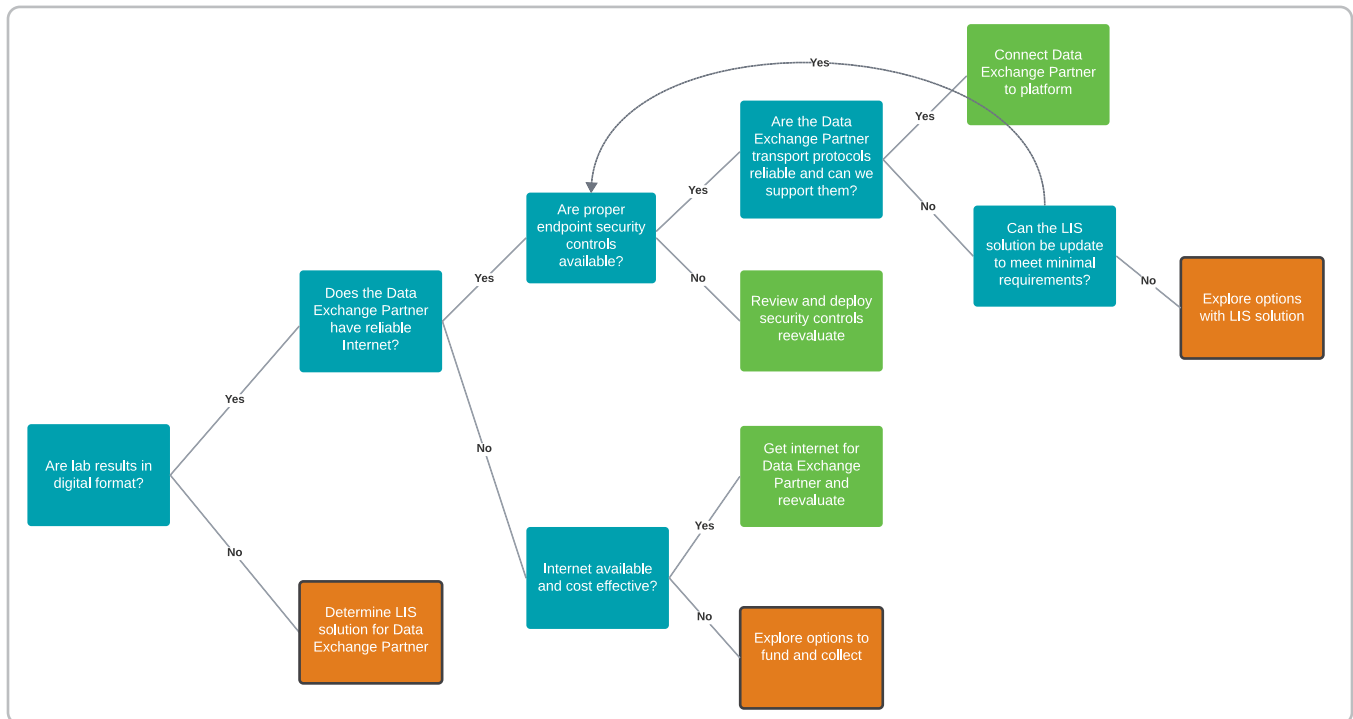 Connect Data
Exchange Partner
to platform
Yes
Are the Data
Exchange Partner
transport protocols
reliable and can we
support them?
Yes
No
Can the LIS
solution be update
to meet minimal
requirements?
No
Explore options
with LIS solution
Are proper
endpoint security
controls
available?
Yes
No
Review and deploy
security controls
reevaluate
Does the Data
Exchange Partner
have reliable
Internet?
Yes
No
Are lab results in
digital format?
Yes
No
Determine LIS
solution for Data
Exchange Partner
Internet available
and cost effective?
Yes
No
Get internet for
Data Exchange
Partner and
reevaluate
Explore options to
fund and collect